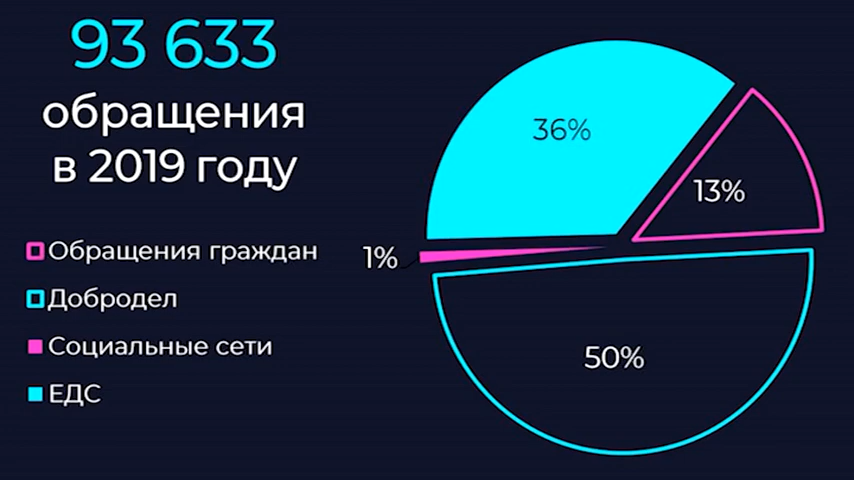 93 633
обращения
в 2019 году
Обращения граждан
Добродел
Социальные сети
ЕДС
36%
13%
1%
50%